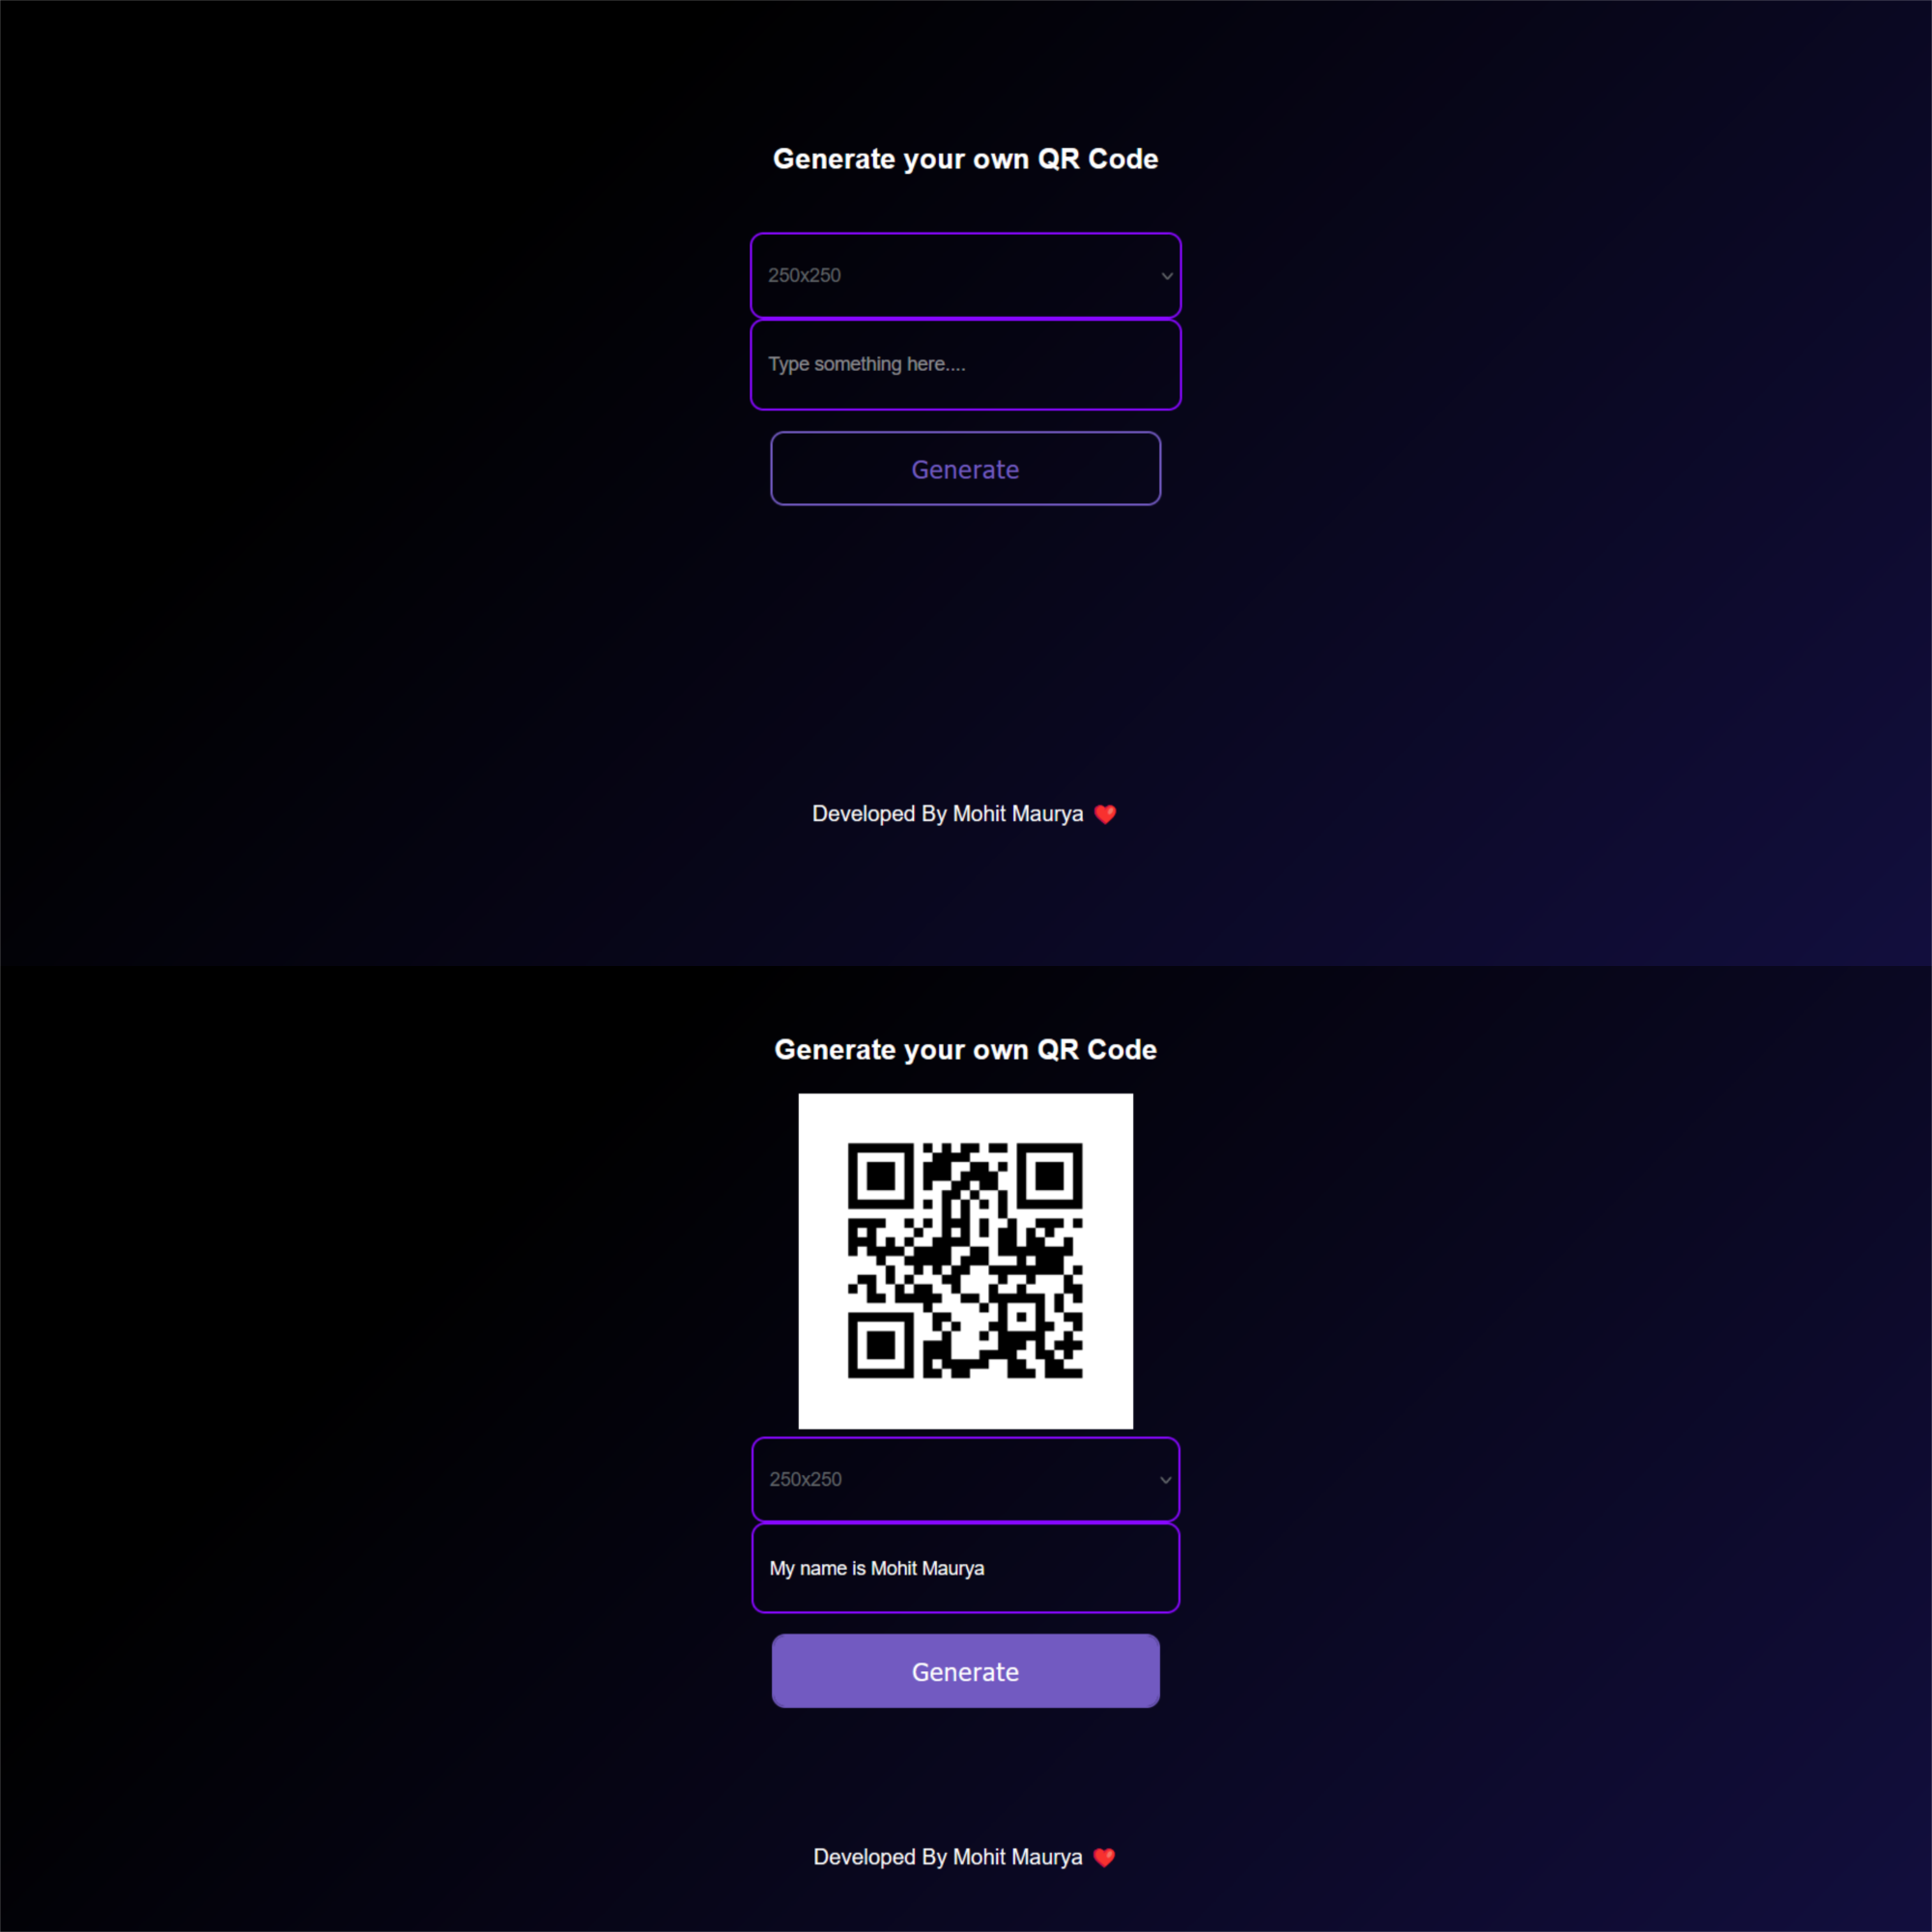 Generate your own QR Code
250x250
Type something here....
Generate
Developed By Mohit Maurya ❤️
Generate your own QR Code
250x250
My name is Mohit Maurya
Generate
Developed By Mohit Maurya ❤️